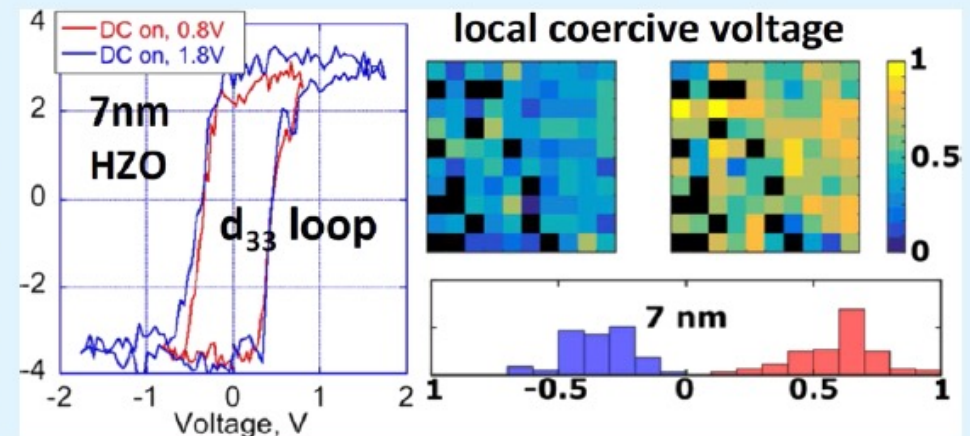 local coercive voltage
4
DC on, 0.8V
DC on, 1.8V
7nm
HZO
d₃₃ loop
2
0
-2
-4
-2 -1 0 1 2
Voltage, V
1
0.5
0
7 nm
1 -0.5 0 0.5 1